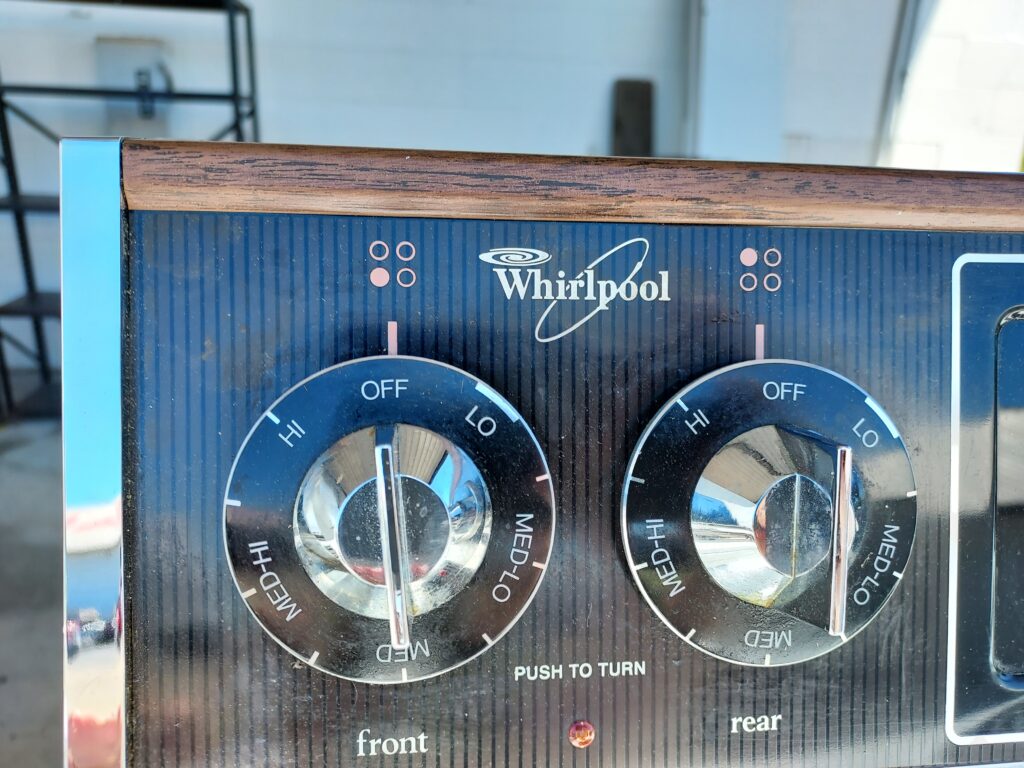 Whirlpool
OFF
LO
MED-LO
MED
MED-HI
HI
OFF
LO
MED-LO
MED
MED-HI
HI
PUSH TO TURN
front
rear